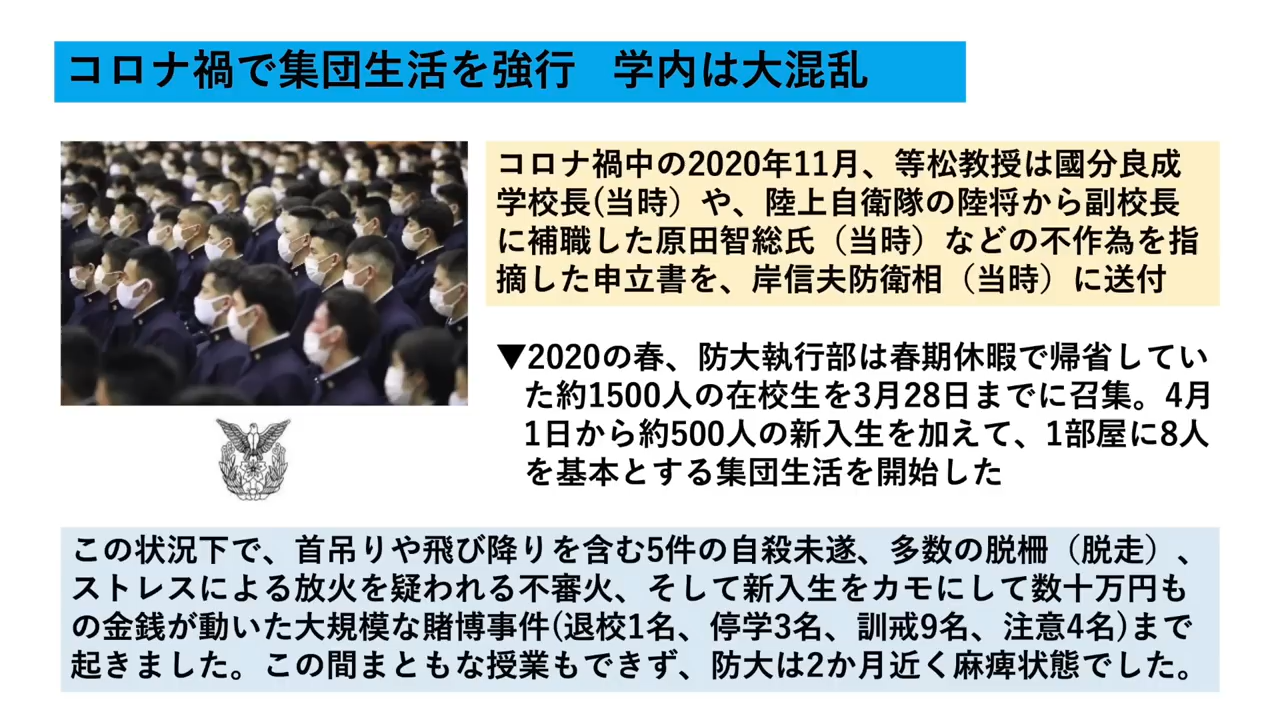 コロナ禍で集団生活を強行　学内は大混乱
コロナ禍中の2020年11月、等松教授は國分良成
学校長(当時）や、陸上自衛隊の陸将から副校長
に補職した原田智総氏（当時）などの不作為を指
摘した申立書を、岸信夫防衛相（当時）に送付
▼2020の春、防大執行部は春期休暇で帰省してい
た約1500人の在校生を3月28日までに召集。4月
1日から約500人の新入生を加えて、1部屋に8人
を基本とする集団生活を開始した
この状況下で、首吊りや飛び降りを含む5件の自殺未遂、多数の脱柵（脱走）、
ストレスによる放火を疑われる不審火、そして新入生をカモにして数十万円も
の金銭が動いた大規模な賭博事件(退校1名、停学3名、訓戒9名、注意4名)まで
起きました。この間まともな授業もできず、防大は2か月近く麻痺状態でした。